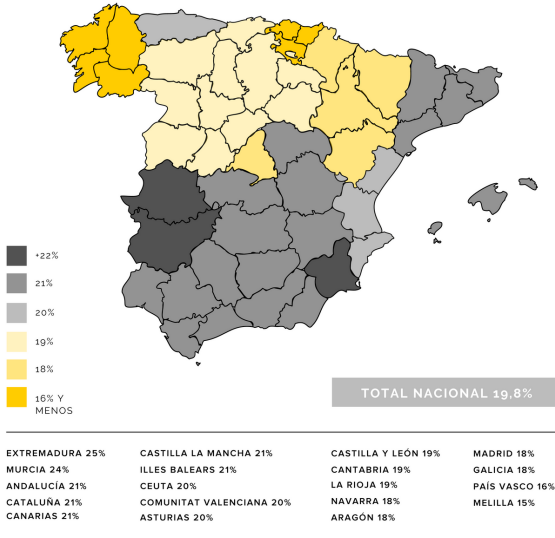 +22%
21%
20%
19%
18%
16% Y
MENOS
TOTAL NACIONAL 19,8%
EXTREMADURA 25%
MURCIA 24%
ANDALUCÍA 21%
CATALUÑA 21%
CANARIAS 21%
CASTILLA LA MANCHA 21%
ILLES BALEARS 21%
CEUTA 20%
COMUNITAT VALENCIANA 20%
ASTURIAS 20%
CASTILLA Y LEÓN 19%
CANTABRIA 19%
LA RIOJA 19%
NAVARRA 18%
ARAGÓN 18%
MADRID 18%
GALICIA 18%
PAÍS VASCO 16%
MELILLA 15%